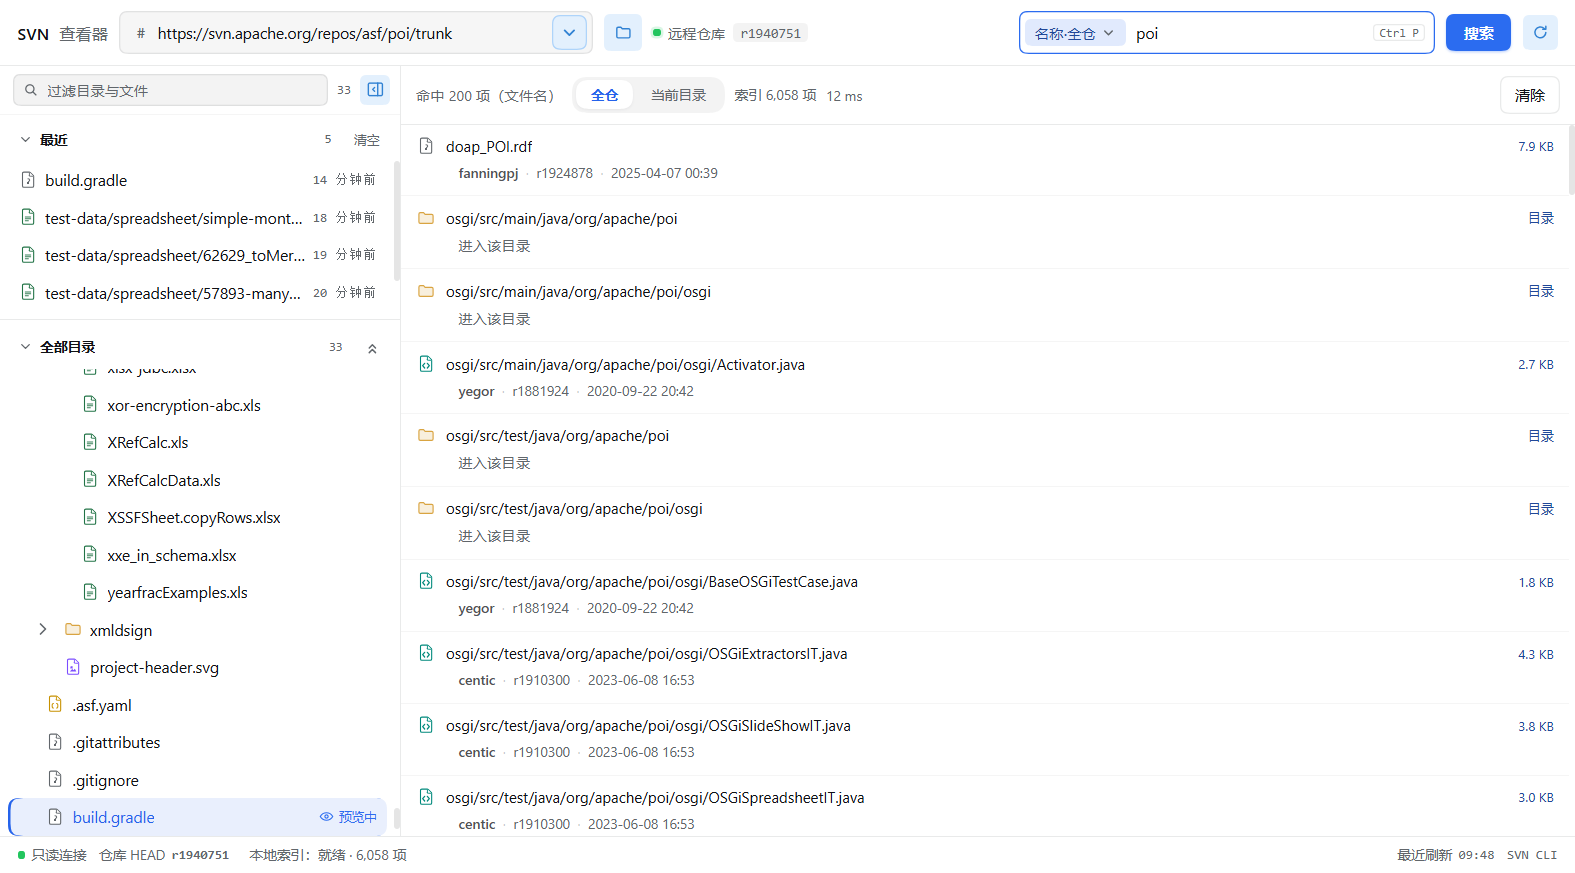 SVN 查看器 # https://svn.apache.org/repos/asf/poi/trunk 远程仓库 r1940751 名称·全仓 poi Ctrl P 搜索
过滤目录与文件 33
最近 5 清空
build.gradle 14 分钟前
test-data/spreadsheet/simple-mont... 18 分钟前
test-data/spreadsheet/62629_toMer... 19 分钟前
test-data/spreadsheet/57893-many... 20 分钟前
全部目录 33
xlsx-jdbc.xlsx
xor-encryption-abc.xls
XRefCalc.xls
XRefCalcData.xls
XSSFSheet.copyRows.xlsx
xxe_in_schema.xlsx
yearfracExamples.xls
xmldsign
project-header.svg
.asf.yaml
.gitattributes
.gitignore
build.gradle 预览中
命中 200 项（文件名） 全仓 当前目录 索引 6,058 项 12 ms 清除
doap_POI.rdf 7.9 KB
fanningpj · r1924878 · 2025-04-07 00:39
osgi/src/main/java/org/apache/poi 目录
进入该目录
osgi/src/main/java/org/apache/poi/osgi 目录
进入该目录
osgi/src/main/java/org/apache/poi/osgi/Activator.java 2.7 KB
yegor · r1881924 · 2020-09-22 20:42
osgi/src/test/java/org/apache/poi 目录
进入该目录
osgi/src/test/java/org/apache/poi/osgi 目录
进入该目录
osgi/src/test/java/org/apache/poi/osgi/BaseOSGiTestCase.java 1.8 KB
yegor · r1881924 · 2020-09-22 20:42
osgi/src/test/java/org/apache/poi/osgi/OSGiExtractorsIT.java 4.3 KB
centic · r1910300 · 2023-06-08 16:53
osgi/src/test/java/org/apache/poi/osgi/OSGiSlideShowIT.java 3.8 KB
centic · r1910300 · 2023-06-08 16:53
osgi/src/test/java/org/apache/poi/osgi/OSGiSpreadsheetIT.java 3.0 KB
centic · r1910300 · 2023-06-08 16:53
只读连接 仓库 HEAD r1940751 本地索引：就绪 · 6,058 项 最近刷新 09:48 SVN CLI